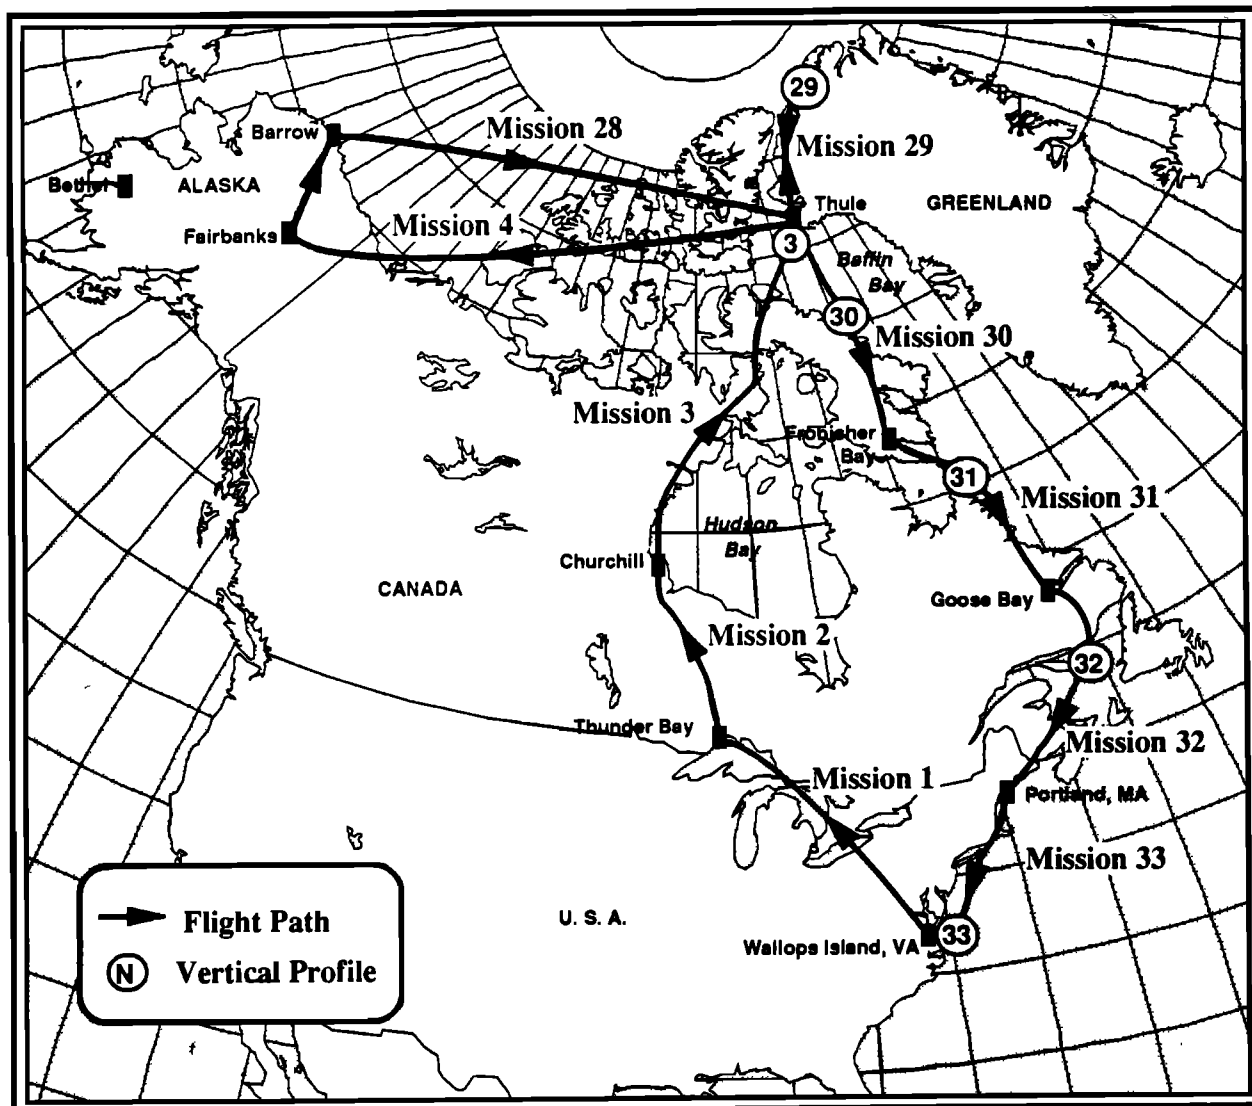 29
Barrow
Mission 28
Mission 29
Bethel
ALASKA
Thule
GREENLAND
Fairbanks
Mission 4
3
Baffin
Bay
30
Mission 30
Mission 3
Frobisher
Bay
31
Mission 31
Hudson
Bay
Churchill
CANADA
Goose Bay
Mission 2
32
Thunder Bay
Mission 32
Mission 1
Portland, MA
Mission 33
Flight Path
U. S. A.
Wallops Island, VA
33
N
Vertical Profile